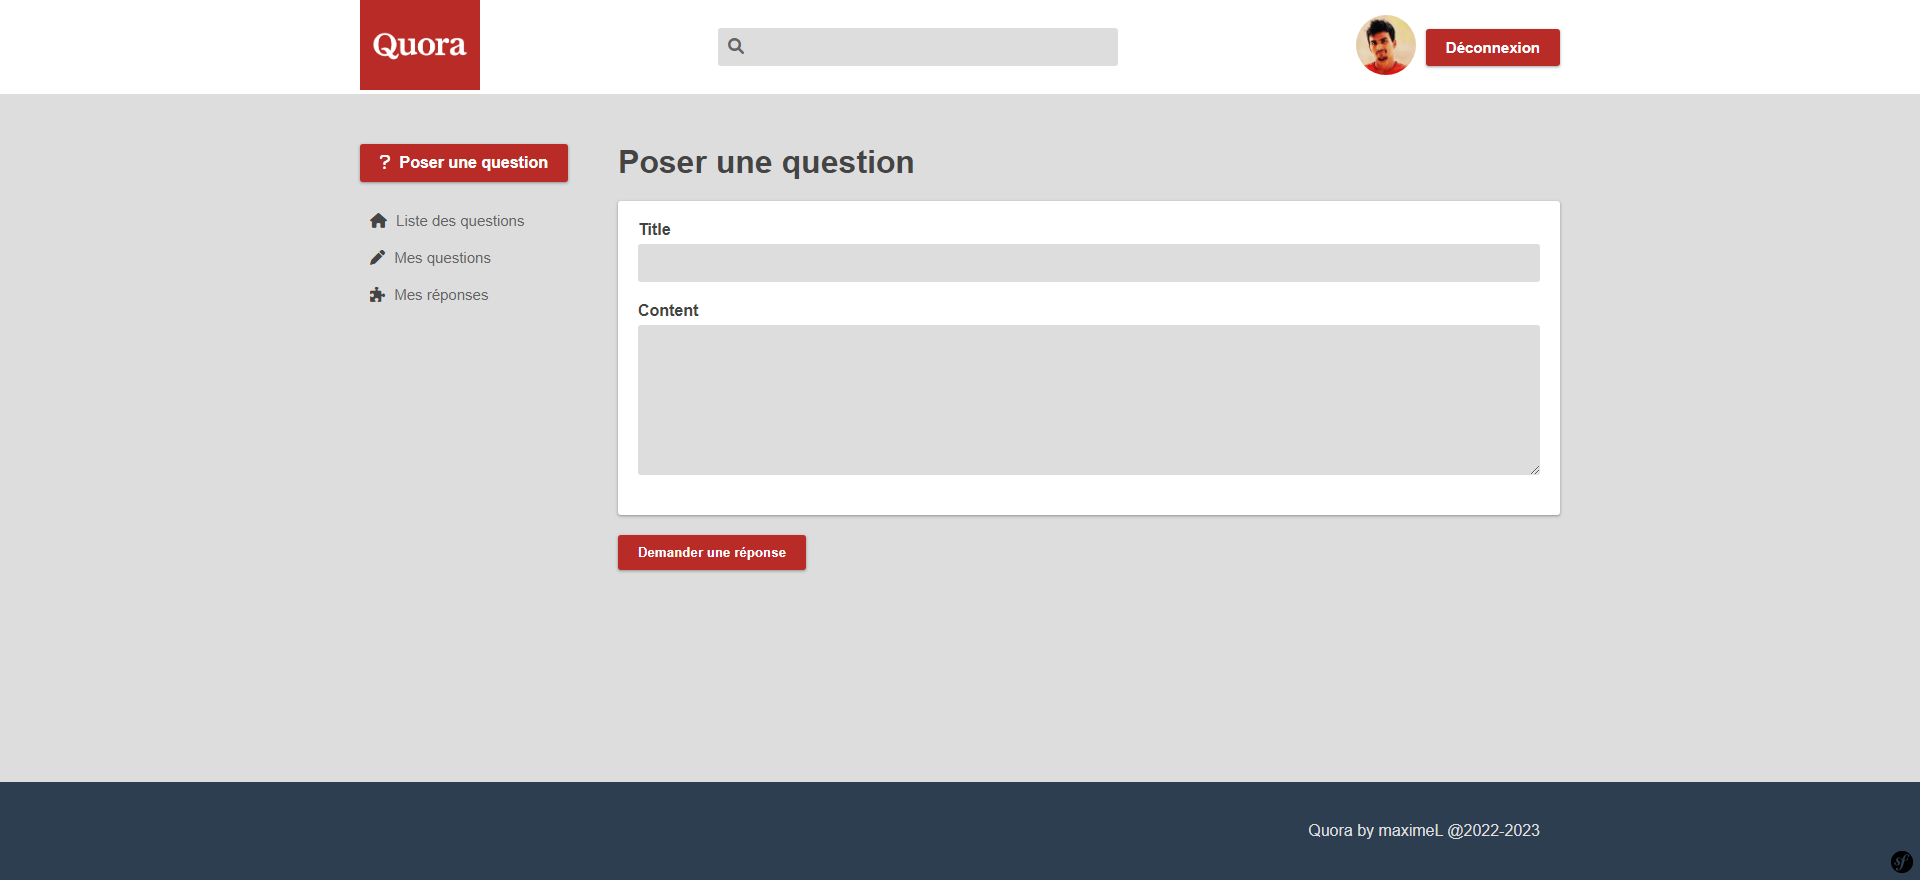 Quora
Déconnexion
? Poser une question
Liste des questions
Mes questions
Mes réponses
Poser une question
Title
Content
Demander une réponse
Quora by maximeL @2022-2023
sf